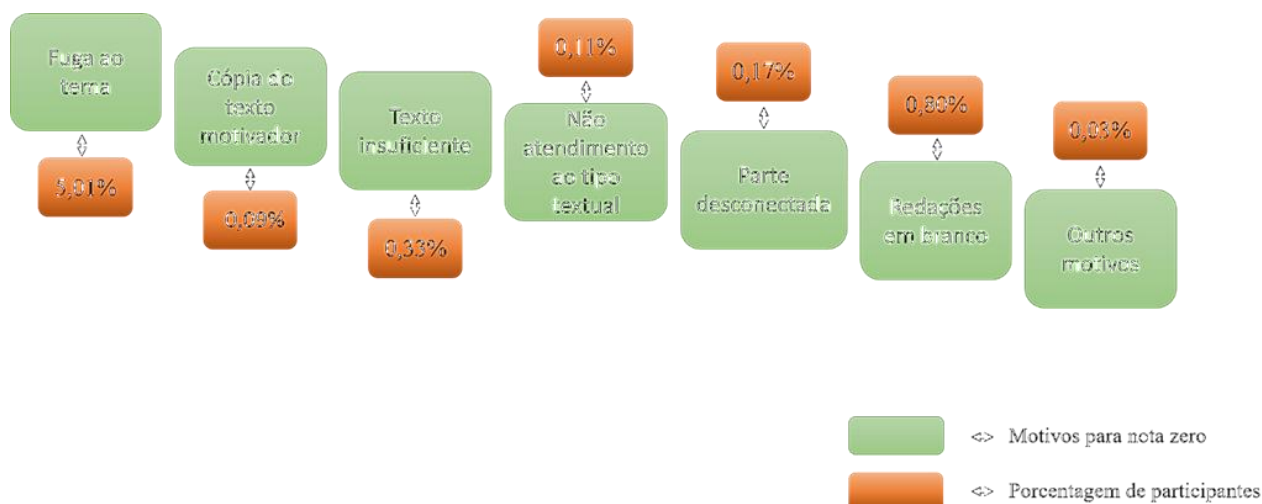 Fuga ao
tema
5,01%
Cópia do
texto
motivador
0,09%
Texto
insuficiente
0,33%
0,11%
Não
atendimento
ao tipo
textual
0,17%
Parte
desconectada
0,80%
Redações
em branco
0,03%
Outros
motivos
<=> Motivos para nota zero
<=> Porcentagem de participantes